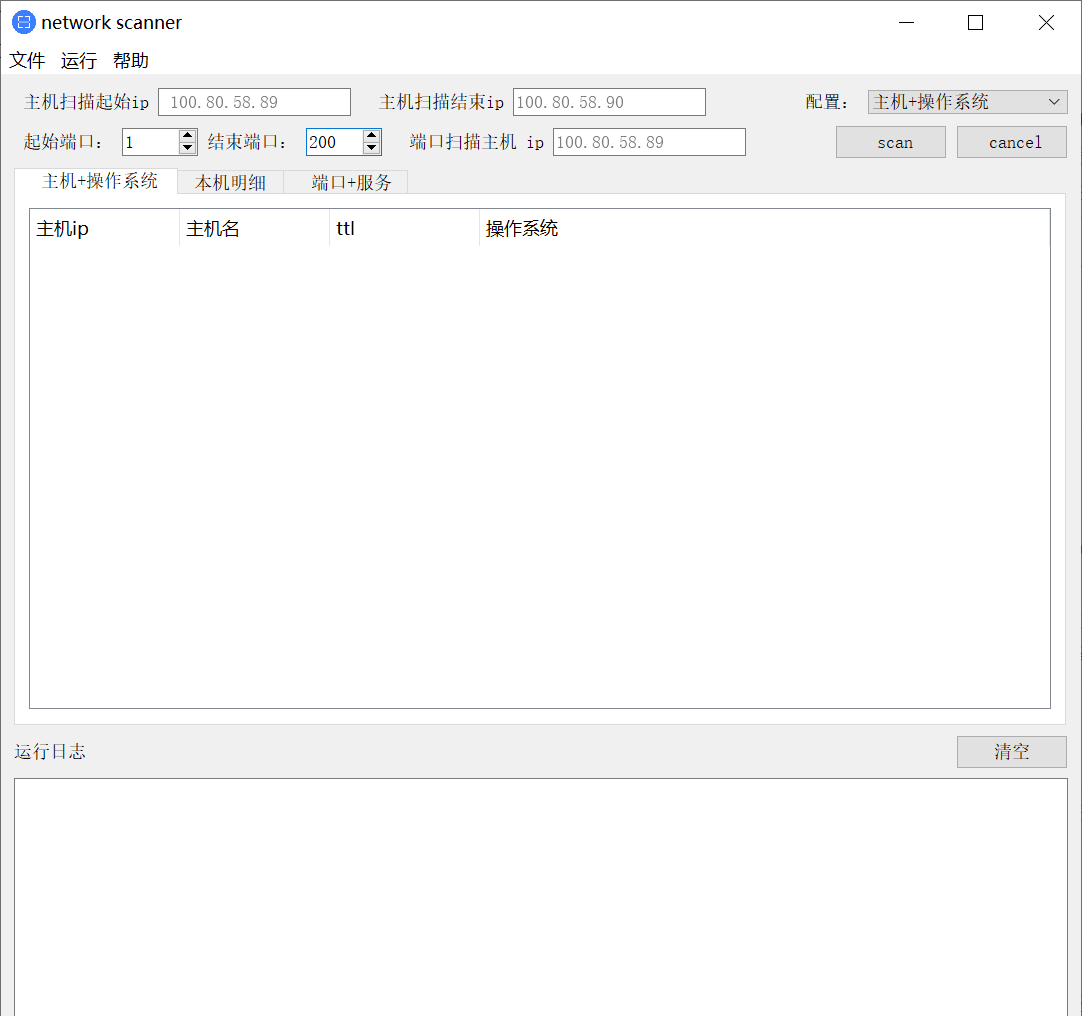 network scanner
文件 运行 帮助
主机扫描起始ip 100.80.58.89 主机扫描结束ip 100.80.58.90 配置： 主机+操作系统
起始端口： 1 结束端口： 200 端口扫描主机 ip 100.80.58.89 scan cancel
主机+操作系统 本机明细 端口+服务
主机ip 主机名 ttl 操作系统
运行日志 清空